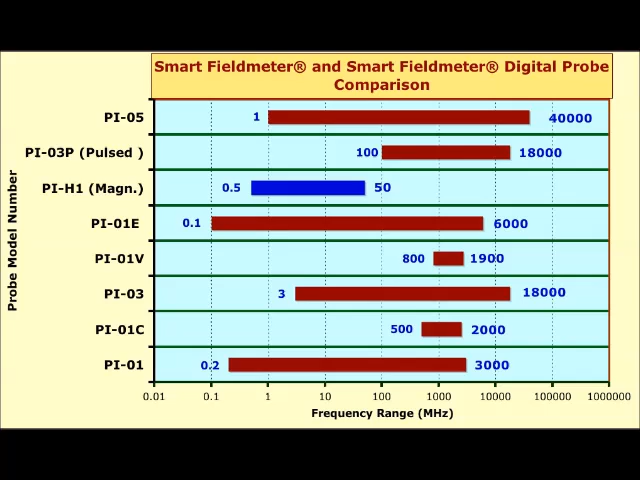 Smart Fieldmeter® and Smart Fieldmeter® Digital Probe
Comparison
Probe Model Number
PI-05 1 40000
PI-03P (Pulsed ) 100 18000
PI-H1 (Magn.) 0.5 50
PI-01E 0.1 6000
PI-01V 800 1900
PI-03 3 18000
PI-01C 500 2000
PI-01 0.2 3000
0.01 0.1 1 10 100 1000 10000 100000 1000000
Frequency Range (MHz)